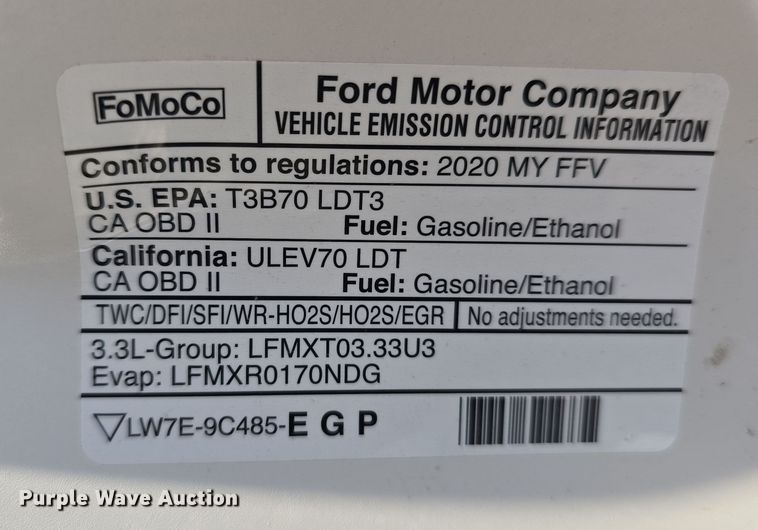 FoMoCo
Ford Motor Company
VEHICLE EMISSION CONTROL INFORMATION
Conforms to regulations: 2020 MY FFV
U.S. EPA: T3B70 LDT3
CA OBD II Fuel: Gasoline/Ethanol
California: ULEV70 LDT
CA OBD II Fuel: Gasoline/Ethanol
TWC/DFI/SFI/WR-HO2S/HO2S/EGR No adjustments needed.
3.3L-Group: LFMXT03.33U3
Evap: LFMXR0170NDG
LW7E-9C485-E G P
Purple Wave Auction